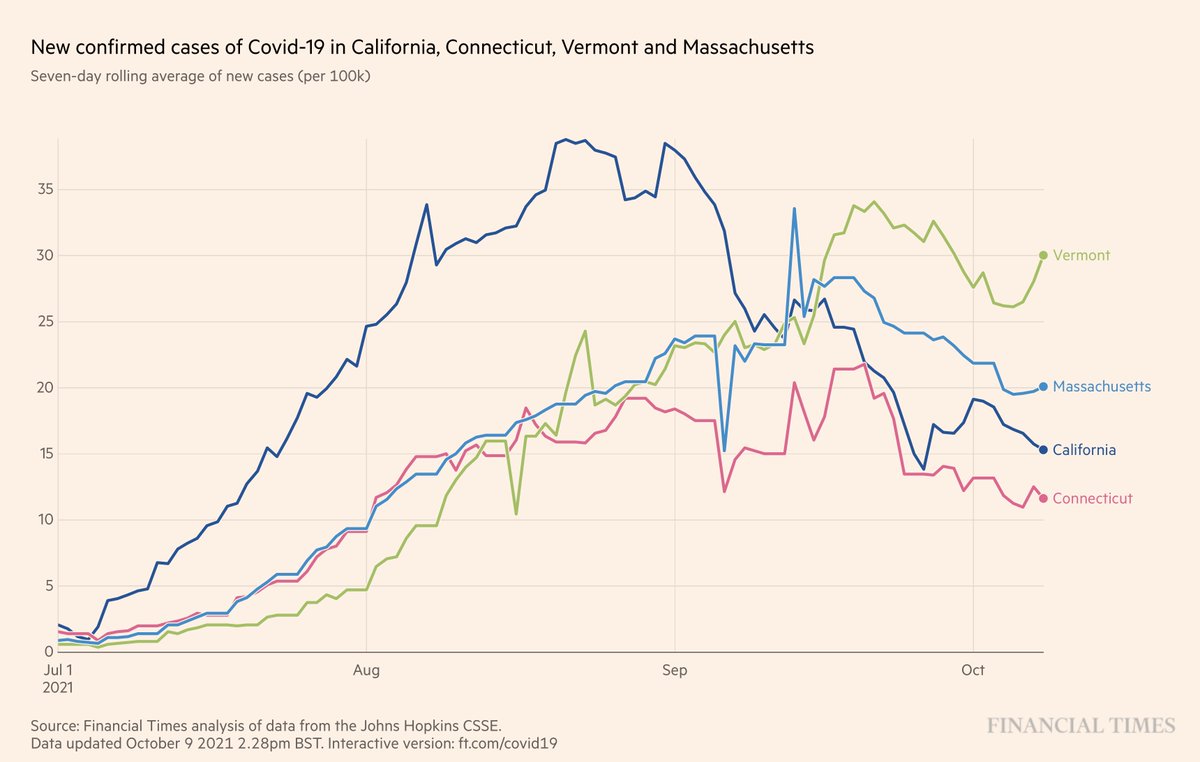 New confirmed cases of Covid-19 in California, Connecticut, Vermont and Massachusetts
Seven-day rolling average of new cases (per 100k)
35
30
25
20
15
10
5
0
Vermont
Massachusetts
California
Connecticut
Jul 1
2021
Aug
Sep
Oct
Source: Financial Times analysis of data from the Johns Hopkins CSSE.
Data updated October 9 2021 2.28pm BST. Interactive version: ft.com/covid19
FINANCIAL TIMES